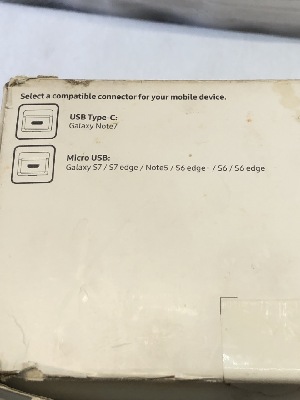 Select a compatible connector for your mobile device.
USB Type-C:
Galaxy Note7
Micro USB:
Galaxy S7 / S7 edge / Note5 / S6 edge+ / S6 / S6 edge